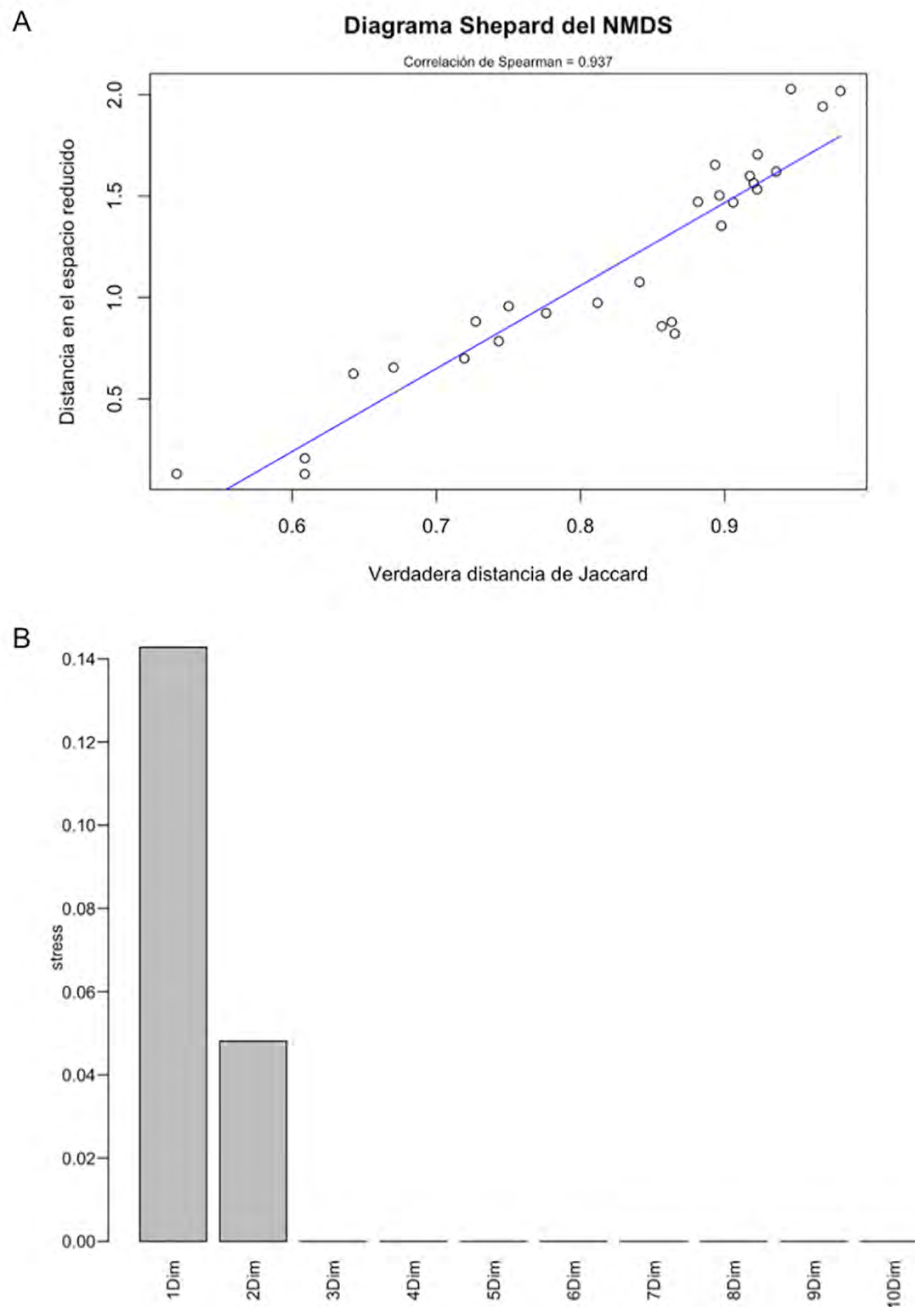 A
Diagrama Shepard del NMDS
Correlación de Spearman = 0.937
Distancia en el espacio reducido
2.0
1.5
1.0
0.5
0.6 0.7 0.8 0.9
Verdadera distancia de Jaccard
B
stress
0.14
0.12
0.10
0.08
0.06
0.04
0.02
0.00
1Dim 2Dim 3Dim 4Dim 5Dim 6Dim 7Dim 8Dim 9Dim 10Dim